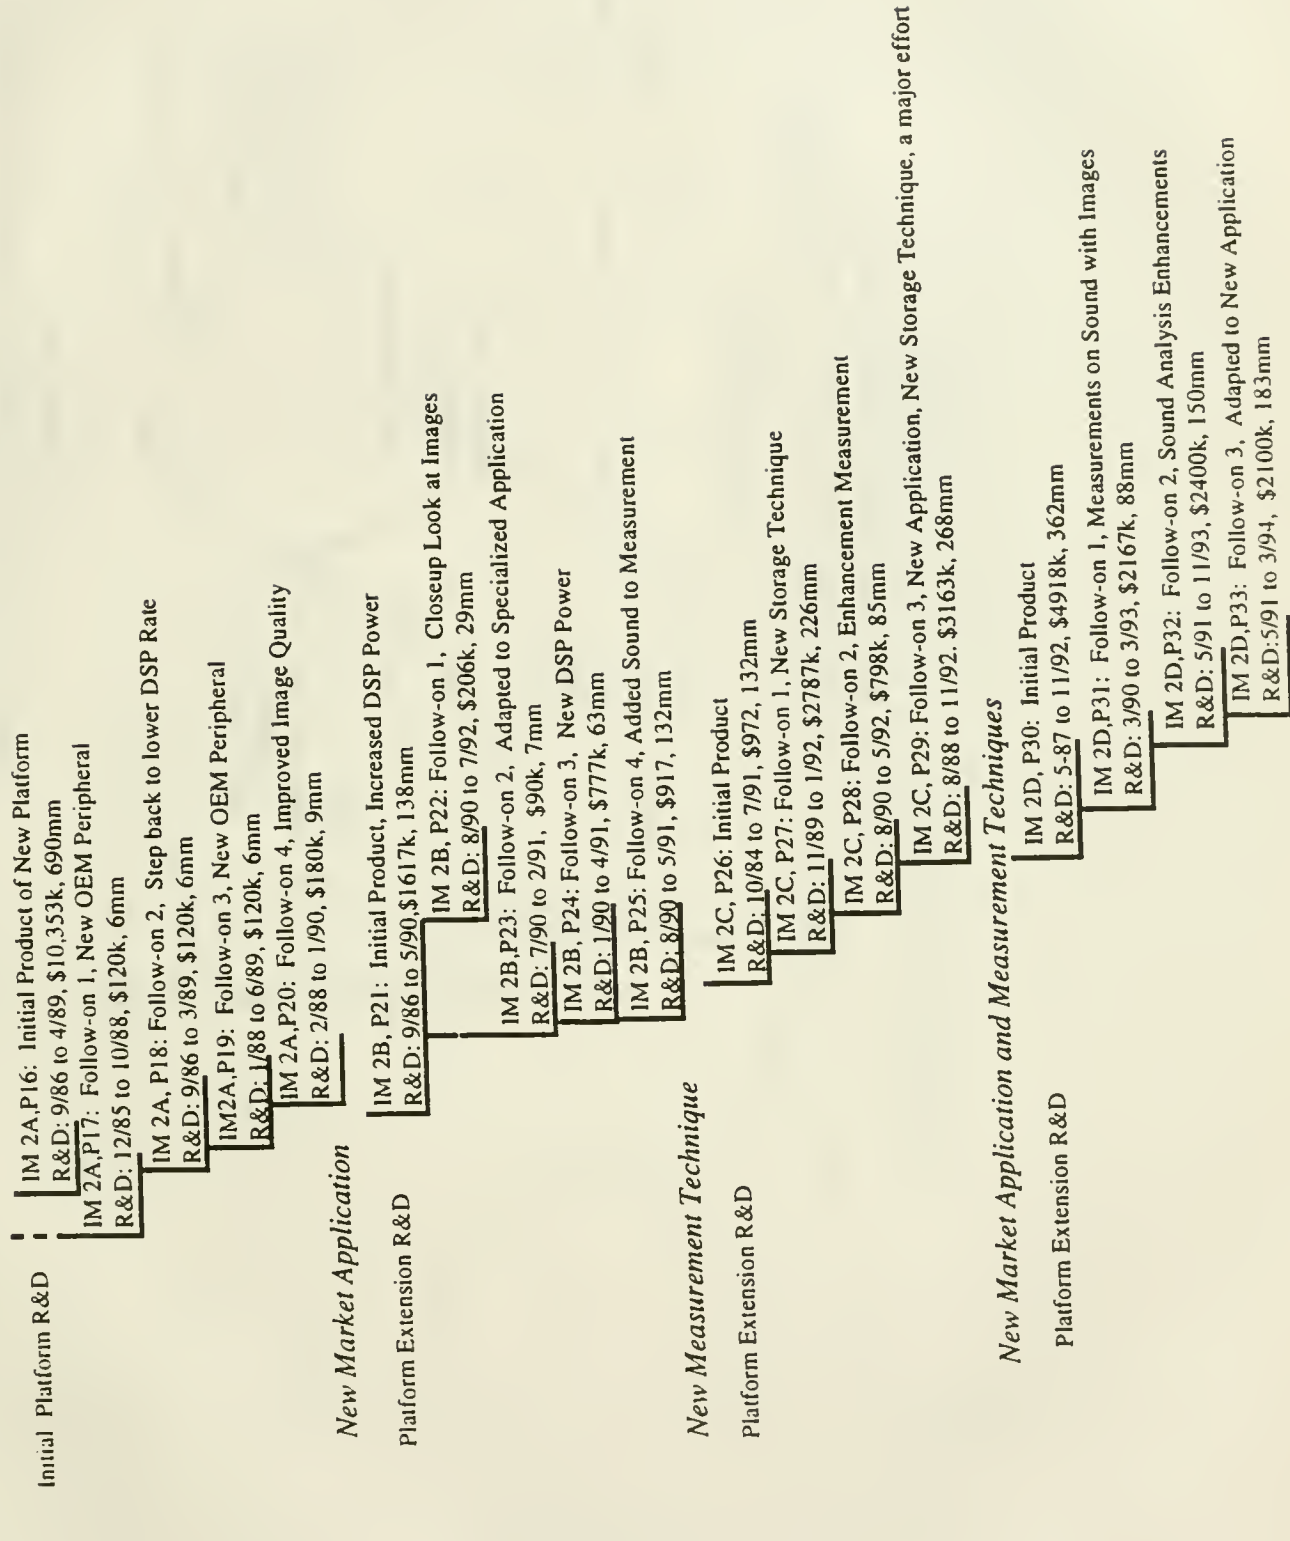 Initial Platform R&D
IM 2A,P16: Initial Product of New Platform
R&D: 9/86 to 4/89, $10,353k, 690mm
IM 2A,P17: Follow-on 1, New OEM Peripheral
R&D: 12/85 to 10/88, $120k, 6mm
IM 2A, P18: Follow-on 2, Step back to lower DSP Rate
R&D: 9/86 to 3/89, $120k, 6mm
IM2A,P19: Follow-on 3, New OEM Peripheral
R&D: 1/88 to 6/89, $120k, 6mm
IM 2A,P20: Follow-on 4, Improved Image Quality
R&D: 2/88 to 1/90, $180k, 9mm
New Market Application
Platform Extension R&D
IM 2B, P21: Initial Product, Increased DSP Power
R&D: 9/86 to 5/90,$1617k, 138mm
IM 2B, P22: Follow-on 1, Closeup Look at Images
R&D: 8/90 to 7/92, $206k, 29mm
IM 2B,P23: Follow-on 2, Adapted to Specialized Application
R&D: 7/90 to 2/91, $90k, 7mm
IM 2B, P24: Follow-on 3, New DSP Power
R&D: 1/90 to 4/91, $777k, 63mm
IM 2B, P25: Follow-on 4, Added Sound to Measurement
R&D: 8/90 to 5/91, $917, 132mm
New Measurement Technique
Platform Extension R&D
IM 2C, P26: Initial Product
R&D: 10/84 to 7/91, $972, 132mm
IM 2C, P27: Follow-on 1, New Storage Technique
R&D: 11/89 to 1/92, $2787k, 226mm
IM 2C, P28: Follow-on 2, Enhancement Measurement
R&D: 8/90 to 5/92, $798k, 85mm
IM 2C, P29: Follow-on 3, New Application, New Storage Technique, a major effort
R&D: 8/88 to 11/92. $3163k, 268mm
New Market Application and Measurement Techniques
Platform Extension R&D
IM 2D, P30: Initial Product
R&D: 5-87 to 11/92, $4918k, 362mm
IM 2D,P31: Follow-on 1, Measurements on Sound with Images
R&D: 3/90 to 3/93, $2167k, 88mm
IM 2D,P32: Follow-on 2, Sound Analysis Enhancements
R&D: 5/91 to 11/93, $2400k, 150mm
IM 2D,P33: Follow-on 3, Adapted to New Application
R&D:5/91 to 3/94, $2100k, 183mm